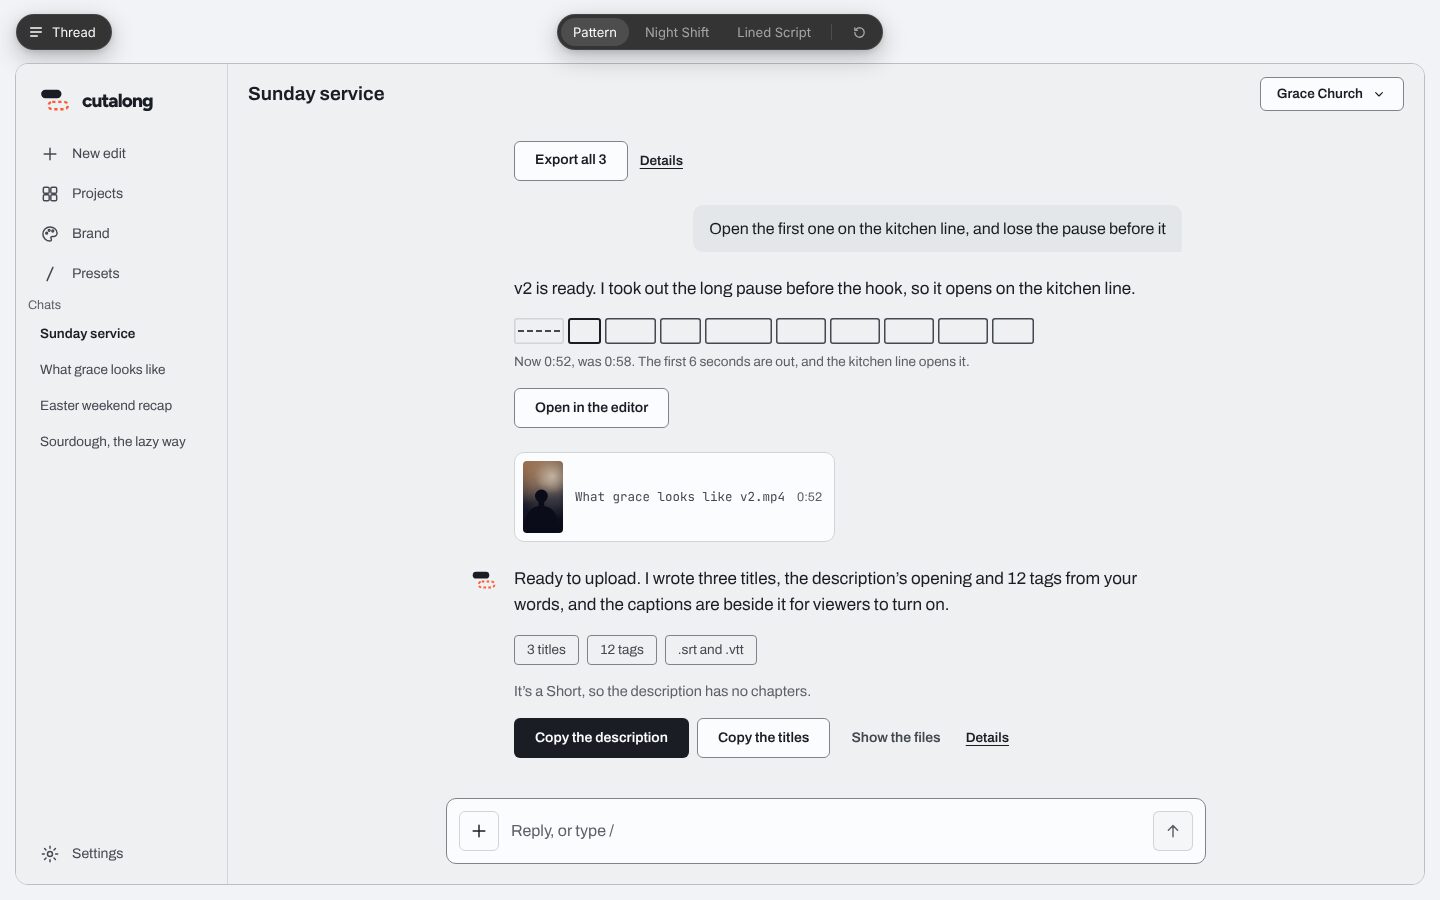 Thread
Pattern
Night Shift
Lined Script
cutalong
New edit
Projects
Brand
Presets
Chats
Sunday service
What grace looks like
Easter weekend recap
Sourdough, the lazy way
Settings
Sunday service
Grace Church
Export all 3
Details
Open the first one on the kitchen line, and lose the pause before it
v2 is ready. I took out the long pause before the hook, so it opens on the kitchen line.
Now 0:52, was 0:58. The first 6 seconds are out, and the kitchen line opens it.
Open in the editor
What grace looks like v2.mp4 0:52
Ready to upload. I wrote three titles, the description’s opening and 12 tags from your
words, and the captions are beside it for viewers to turn on.
3 titles
12 tags
.srt and .vtt
It’s a Short, so the description has no chapters.
Copy the description
Copy the titles
Show the files
Details
Reply, or type /